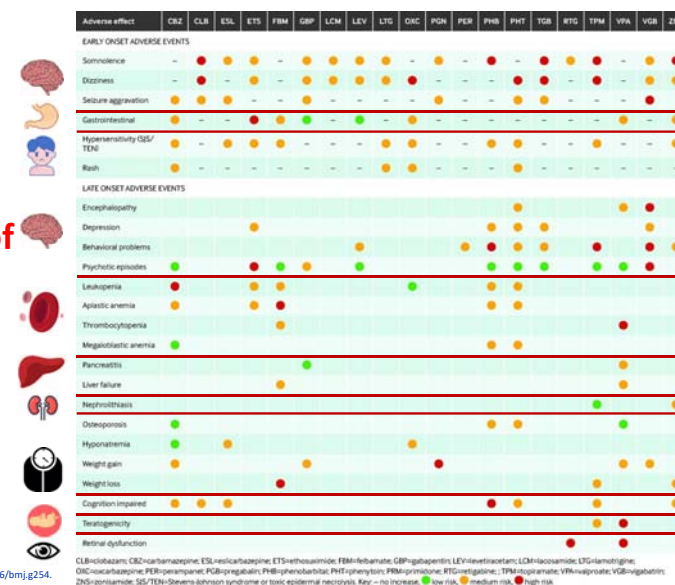 Adverse effect CBZ CLB ESL ETS FBM GBP LCM LEV LTG OXC PGN PER PHB PHT TGB RTG TPM VPA VGB
EARLY ONSET ADVERSE EVENTS
Somnolence – – – – – –
Dizziness – – – – – –
Seizure aggravation – – – – – – – – – – –
Gastrointestinal – – – – – – – – – – –
Hypersensitivity (SJS/
TEN) – – – – – – – – –
Rash – – – – – – – – – – – – – – –
LATE ONSET ADVERSE EVENTS
Encephalopathy
Depression
of
Behavioral problems
Psychotic episodes
Leukopenia
Aplastic anemia
Thrombocytopenia
Megaloblastic anemia
Pancreatitis
Liver failure
Nephrolithiasis
Osteoporosis
Hyponatremia
Weight gain
Weight loss
Cognition impaired
Teratogenicity
Retinal dysfunction
CLB=clobazam; CBZ=carbamazepine; ESL=eslicarbazepine; ETS=ethosuximide; FBM=felbamate; GBP=gabapentin; LEV=levetiracetam; LCM=lacosamide; LTG=lamotrigine;
OXC=oxcarbazepine; PER=perampanel; PGB=pregabalin; PHB=phenobarbital; PHT=phenytoin; PRM=primidone; RTG=retigabine; ; TPM=topiramate; VPA=valproate; VGB=vigabatrin;
ZNS=zonisamide; SJS/TEN=Stevens-Johnson syndrome or toxic epidermal necrolysis. Key: – no increase, low risk, medium risk, high risk
6/bmj.g254.